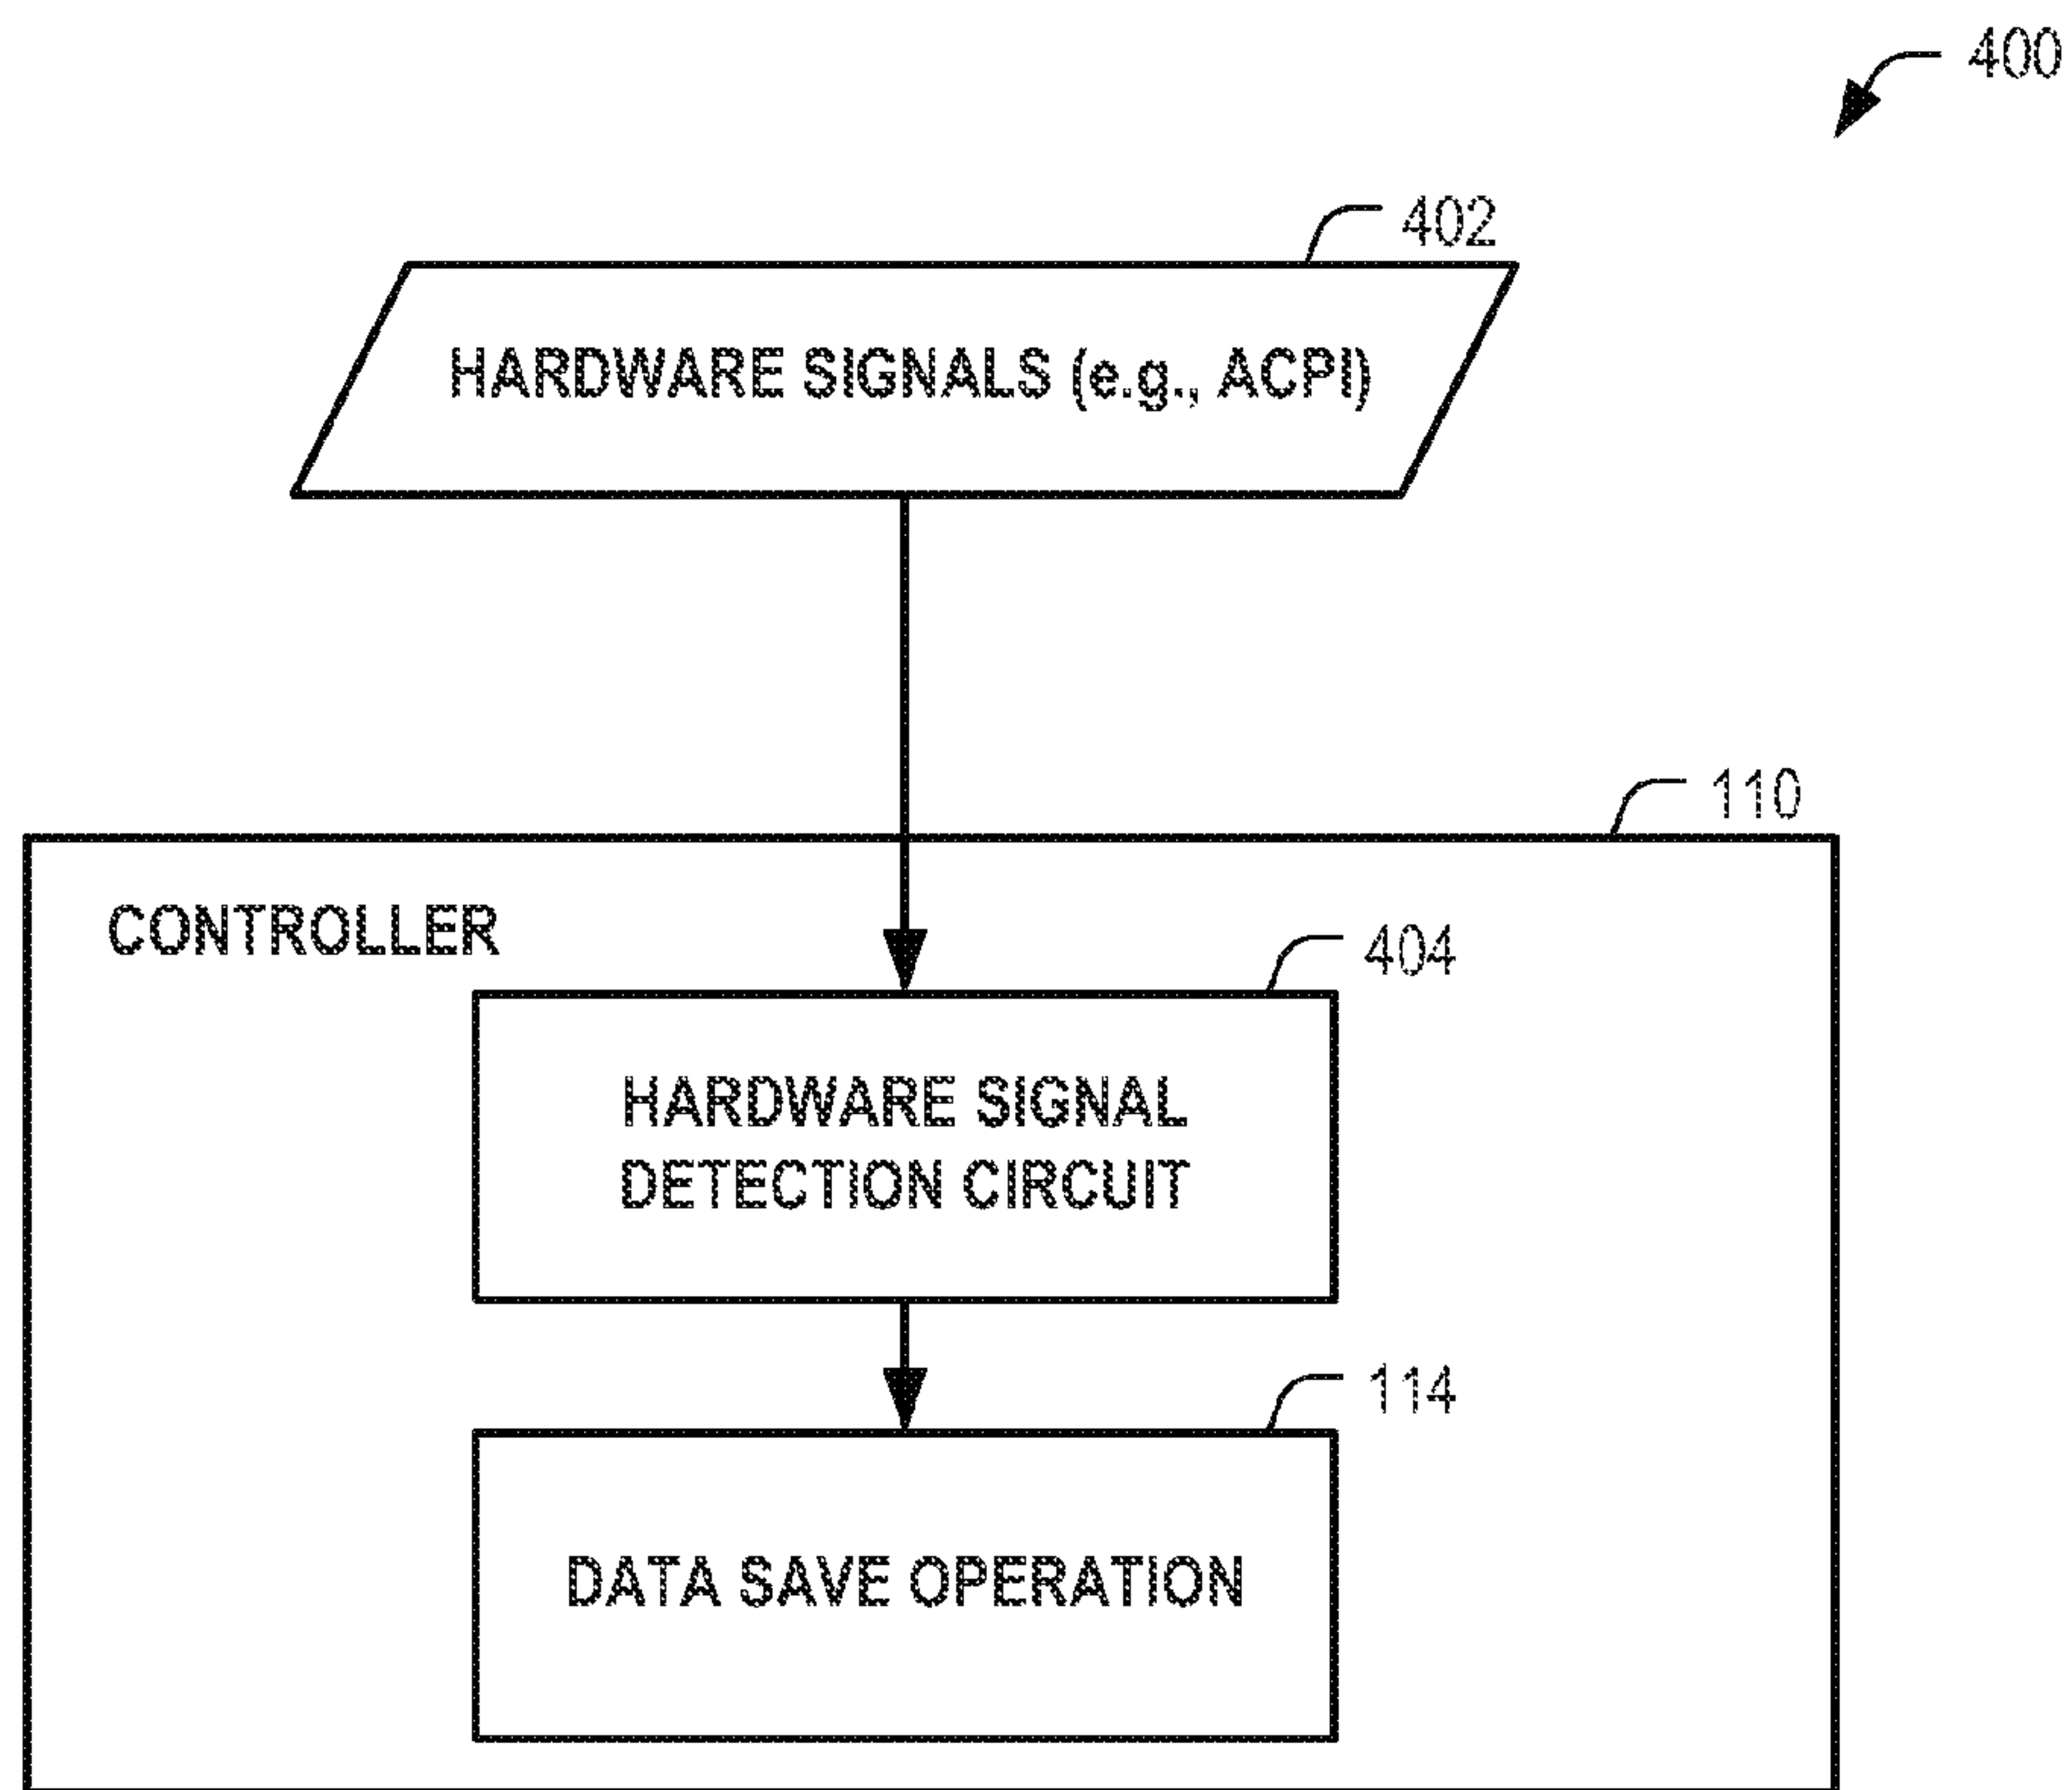 400
402
HARDWARE SIGNALS (e.g., ACPI)
110
CONTROLLER
404
HARDWARE SIGNAL
DETECTION CIRCUIT
114
DATA SAVE OPERATION